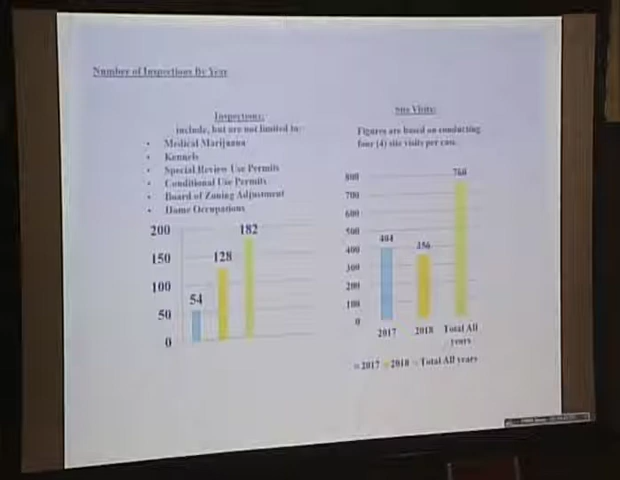 Number of Inspections By Year
Inspections:
include, but are not limited to:
• Medical Marijuana
• Kennels
• Special Review Use Permits
• Conditional Use Permits
• Board of Zoning Adjustment
• Home Occupations
200
150
100
50
0
54
128
182
Site Visits:
Figures are based on conducting
four (4) site visits per case.
800
700
600
500
400
300
200
100
0
404
356
760
2017
2018
Total All
years
2017 2018 Total All years